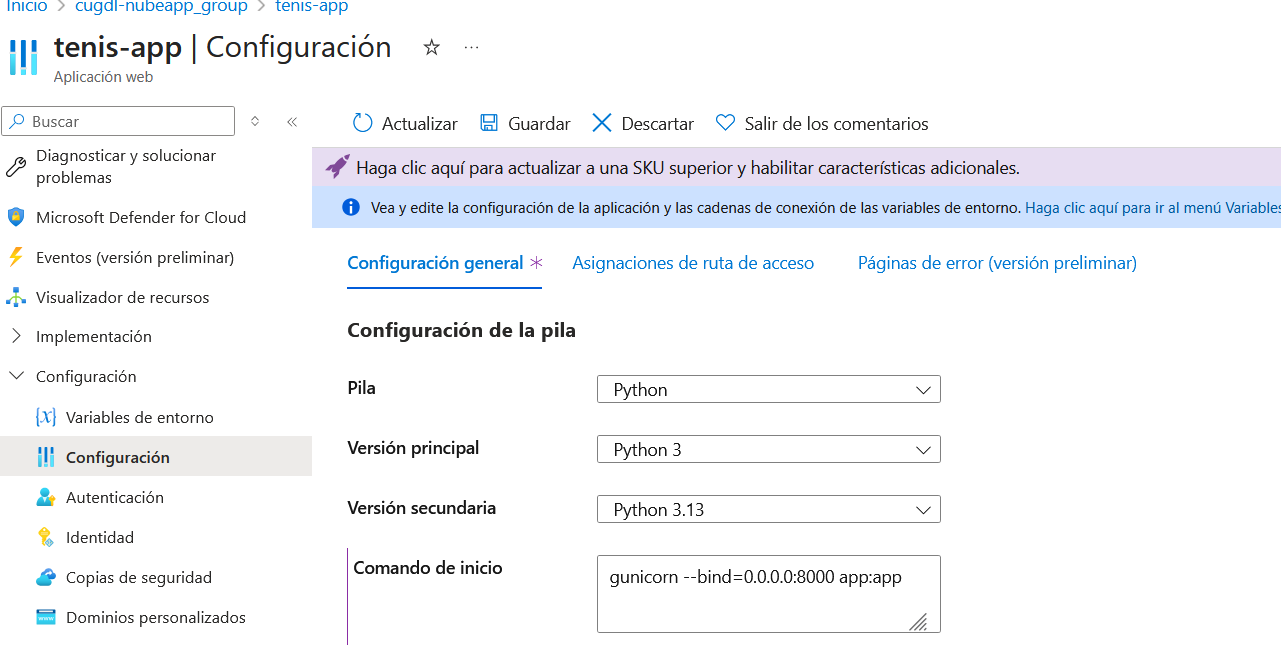 Inicio > cugdl-nubeapp_group > tenis-app
tenis-app | Configuración
Aplicación web
Buscar
Actualizar Guardar Descartar Salir de los comentarios
Diagnosticar y solucionar
problemas
Microsoft Defender for Cloud
Eventos (versión preliminar)
Visualizador de recursos
Implementación
Configuración
Variables de entorno
Configuración
Autenticación
Identidad
Copias de seguridad
Dominios personalizados
Haga clic aquí para actualizar a una SKU superior y habilitar características adicionales.
Vea y edite la configuración de la aplicación y las cadenas de conexión de las variables de entorno. Haga clic aquí para ir al menú Variables
Configuración general * Asignaciones de ruta de acceso Páginas de error (versión preliminar)
Configuración de la pila
Pila Python
Versión principal Python 3
Versión secundaria Python 3.13
Comando de inicio gunicorn --bind=0.0.0.0:8000 app:app